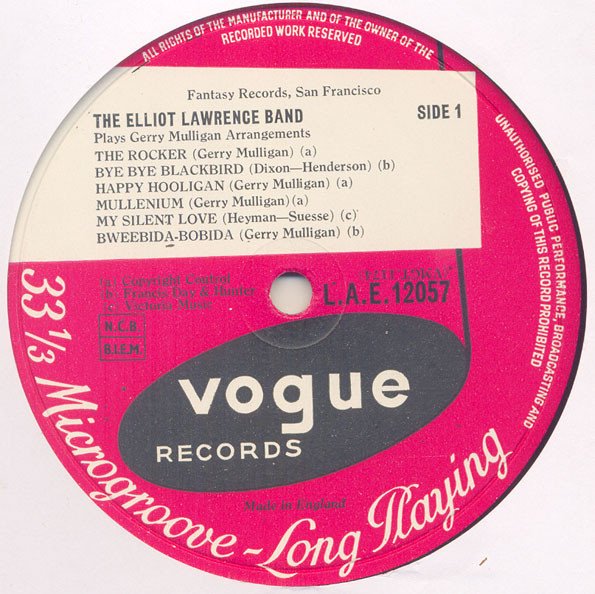 ALL RIGHTS OF THE MANUFACTURER AND OF THE OWNER OF THE
RECORDED WORK RESERVED
UNAUTHORISED PUBLIC PERFORMANCE, BROADCASTING AND
COPYING OF THIS RECORD PROHIBITED
Fantasy Records, San Francisco
THE ELLIOT LAWRENCE BAND SIDE 1
Plays Gerry Mulligan Arrangements
THE ROCKER (Gerry Mulligan) (a)
BYE BYE BLACKBIRD (Dixon—Henderson) (b)
HAPPY HOOLIGAN (Gerry Mulligan) (a)
MULLENIUM (Gerry Mulligan)(a)
MY SILENT LOVE (Heyman—Suesse) (c)
BWEEBIDA-BOBIDA (Gerry Mulligan) (b)
(a) Copyright Control
(b) Francis Day & Hunter
(c) Victoria Music
L.A.E.12057
N.C.B
B.I.E.M
vogue
RECORDS
Made in England
33 1/3 Microgroove - Long Playing